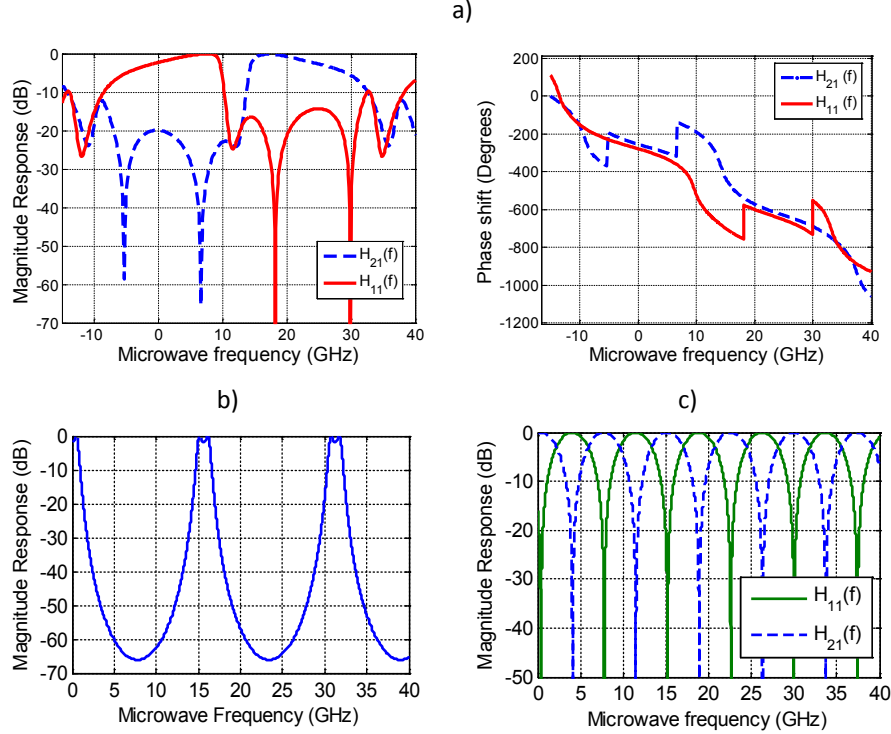 a)
0
-10
-20
-30
-40
-50
-60
-70
Magnitude Response (dB)
-10 0 10 20 30 40
Microwave frequency (GHz)
H21(f)
H11(f)
0
-200
-400
-600
-800
-1000
-1200
Phase shift (Degrees)
-10 0 10 20 30 40
Microwave frequency (GHz)
H21(f)
H11(f)
b)
0
-10
-20
-30
-40
-50
-60
-70
Magnitude Response (dB)
0 5 10 15 20 25 30 35 40
Microwave Frequency (GHz)
c)
0
-10
-20
-30
-40
-50
Magnitude Response (dB)
0 5 10 15 20 25 30 35 40
Microwave frequency (GHz)
H11(f)
H21(f)